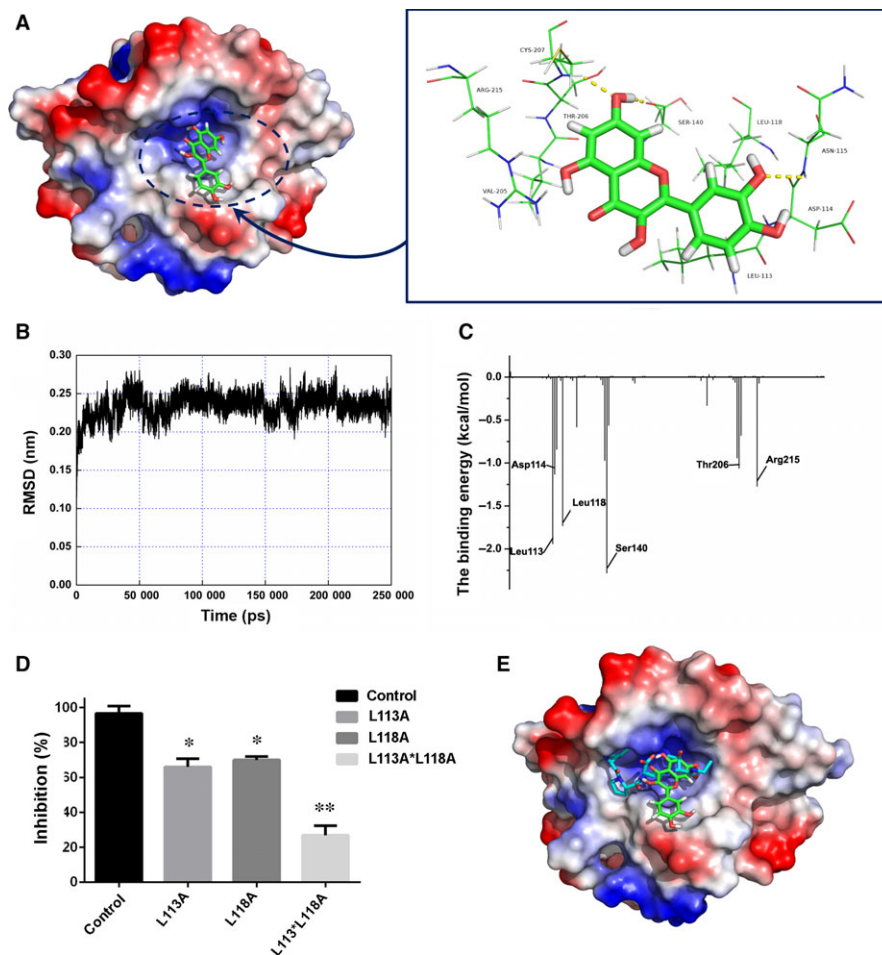 A
CYS-207
ARG-215
THR-206
SER-140
LEU-118
ASN-115
VAL-205
ASP-114
LEU-113
B
RMSD (nm)
0.30
0.25
0.20
0.15
0.10
0.05
0.00
0 50 000 100 000 150 000 200 000 250 000
Time (ps)
C
The binding energy (kcal/mol)
0.0
−0.5
−1.0
−1.5
−2.0
Asp114
Leu118
Leu113
Ser140
Thr206
Arg215
D
Inhibition (%)
100
30
30
40
20
0
* * **
Control
L113A
L118A
L113A*L118A
Control
L113A
L118A
L113*L118A
E